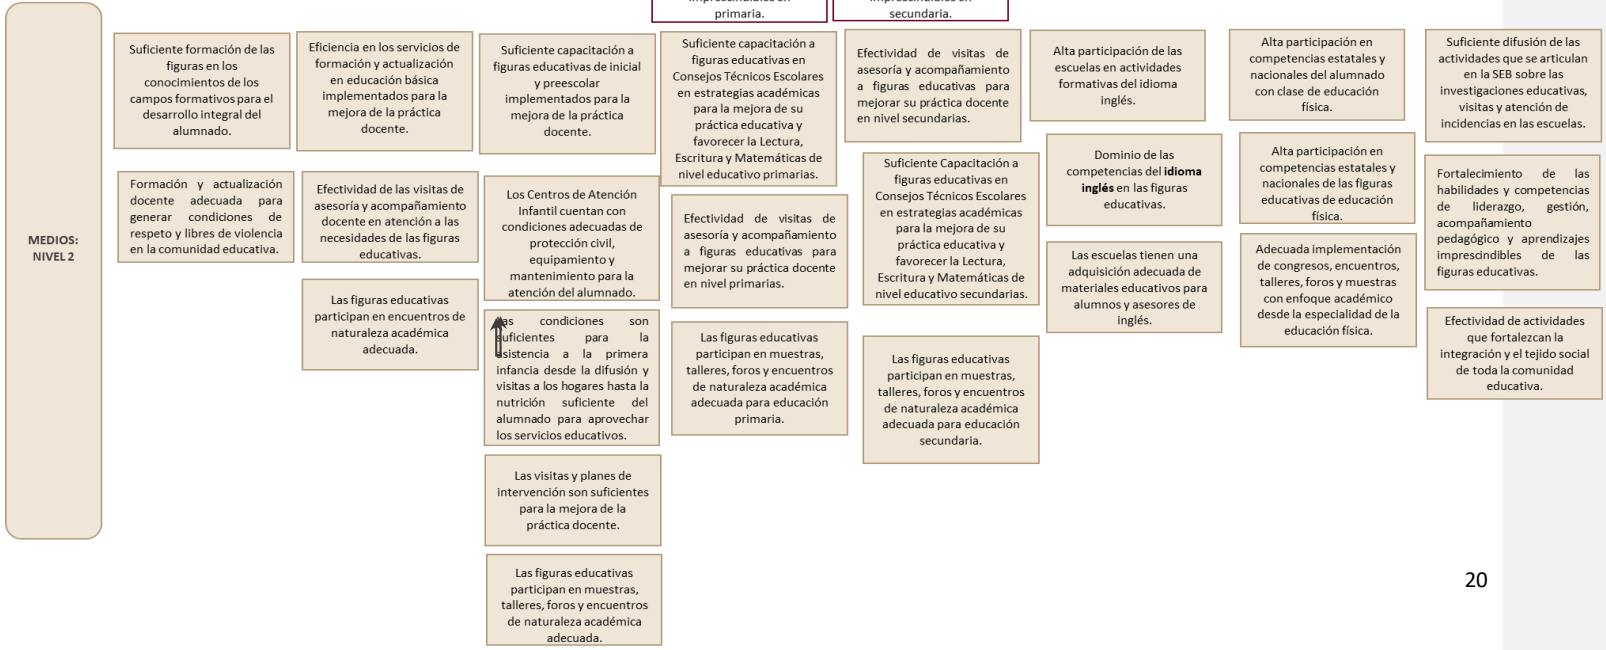 imprescindibles en
primaria.
imprescindibles en
secundaria.
MEDIOS:
NIVEL 2
Suficiente formación de las
figuras en los
conocimientos de los
campos formativos para el
desarrollo integral del
alumnado.
Formación y actualización
docente adecuada para
generar condiciones de
respeto y libres de violencia
en la comunidad educativa.
Eficiencia en los servicios de
formación y actualización
en educación básica
implementados para la
mejora de la práctica
docente.
Efectividad de las visitas de
asesoría y acompañamiento
docente en atención a las
necesidades de las figuras
educativas.
Las figuras educativas
participan en encuentros de
naturaleza académica
adecuada.
Suficiente capacitación a
figuras educativas de inicial
y preescolar
implementados para la
mejora de la práctica
docente.
Los Centros de Atención
Infantil cuentan con
condiciones adecuadas de
protección civil,
equipamiento y
mantenimiento para la
atención del alumnado.
Las condiciones son
suficientes para la
asistencia a la primera
infancia desde la difusión y
visitas a los hogares hasta la
nutrición suficiente del
alumnado para aprovechar
los servicios educativos.
Las visitas y planes de
intervención son suficientes
para la mejora de la
práctica docente.
Las figuras educativas
participan en muestras,
talleres, foros y encuentros
de naturaleza académica
adecuada.
Suficiente capacitación a
figuras educativas en
Consejos Técnicos Escolares
en estrategias académicas
para la mejora de su
práctica educativa y
favorecer la Lectura,
Escritura y Matemáticas de
nivel educativo primarias.
Efectividad de visitas de
asesoría y acompañamiento
a figuras educativas para
mejorar su práctica docente
en nivel primarias.
Las figuras educativas
participan en muestras,
talleres, foros y encuentros
de naturaleza académica
adecuada para educación
primaria.
Efectividad de visitas de
asesoría y acompañamiento
a figuras educativas para
mejorar su práctica docente
en nivel secundarias.
Suficiente Capacitación a
figuras educativas en
Consejos Técnicos Escolares
en estrategias académicas
para la mejora de su
práctica educativa y
favorecer la Lectura,
Escritura y Matemáticas de
nivel educativo secundarias.
Las figuras educativas
participan en muestras,
talleres, foros y encuentros
de naturaleza académica
adecuada para educación
secundaria.
Alta participación de las
escuelas en actividades
formativas del idioma
inglés.
Dominio de las
competencias del idioma
inglés en las figuras
educativas.
Las escuelas tienen una
adquisición adecuada de
materiales educativos para
alumnos y asesores de
inglés.
Alta participación en
competencias estatales y
nacionales del alumnado
con clase de educación
física.
Alta participación en
competencias estatales y
nacionales de las figuras
educativas de educación
física.
Adecuada implementación
de congresos, encuentros,
talleres, foros y muestras
con enfoque académico
desde la especialidad de la
educación física.
Suficiente difusión de las
actividades que se articulan
en la SEB sobre las
investigaciones educativas,
visitas y atención de
incidencias en las escuelas.
Fortalecimiento de las
habilidades y competencias
de liderazgo, gestión,
acompañamiento
pedagógico y aprendizajes
imprescindibles de las
figuras educativas.
Efectividad de actividades
que fortalezcan la
integración y el tejido social
de toda la comunidad
educativa.
20